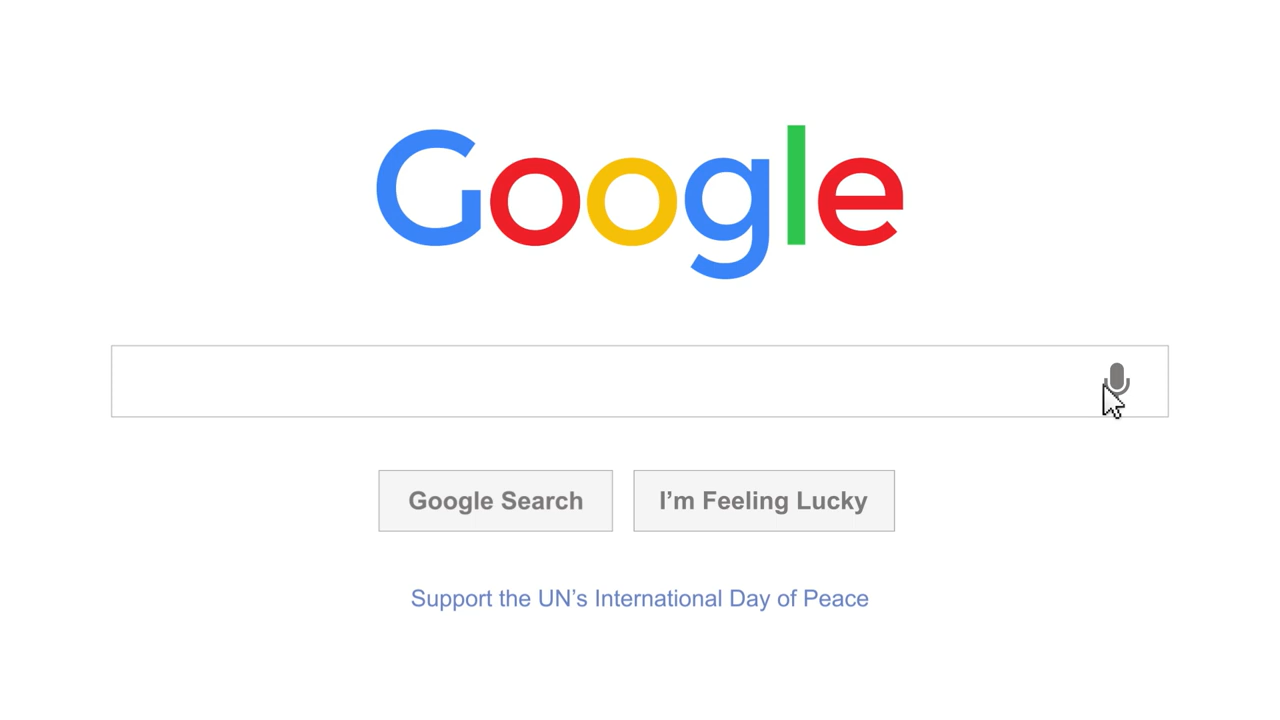 Google
Google Search
I’m Feeling Lucky
Support the UN’s International Day of Peace